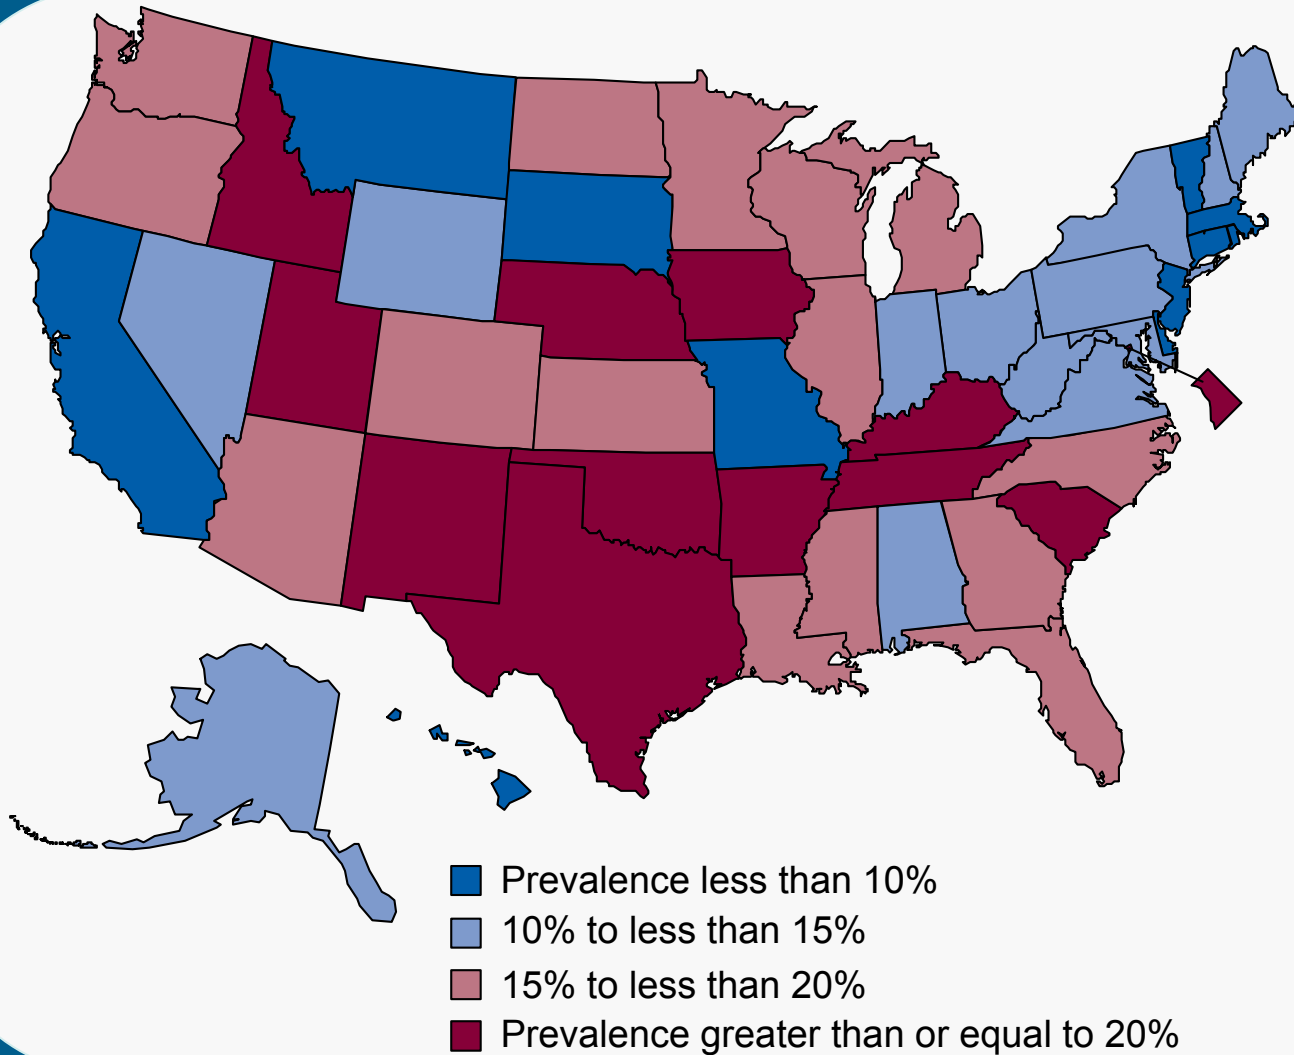 Prevalence less than 10%
10% to less than 15%
15% to less than 20%
Prevalence greater than or equal to 20%